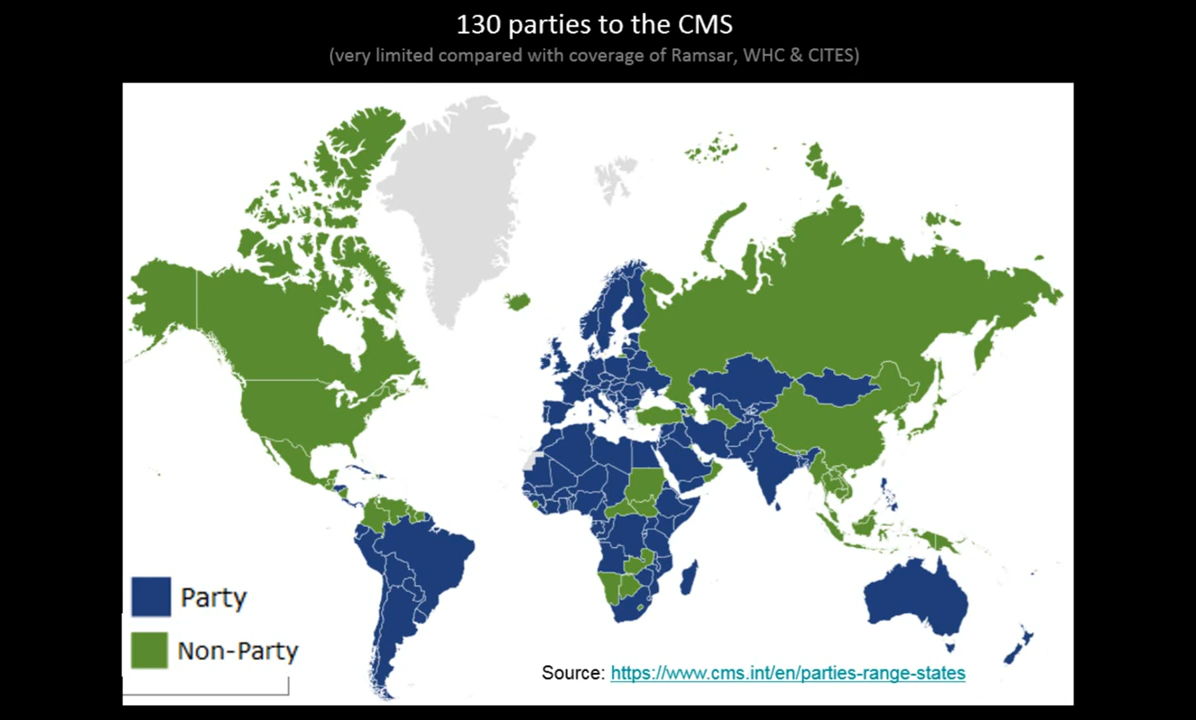 130 parties to the CMS
(very limited compared with coverage of Ramsar, WHC & CITES)
Party
Non-Party
Source: https://www.cms.int/en/parties-range-states